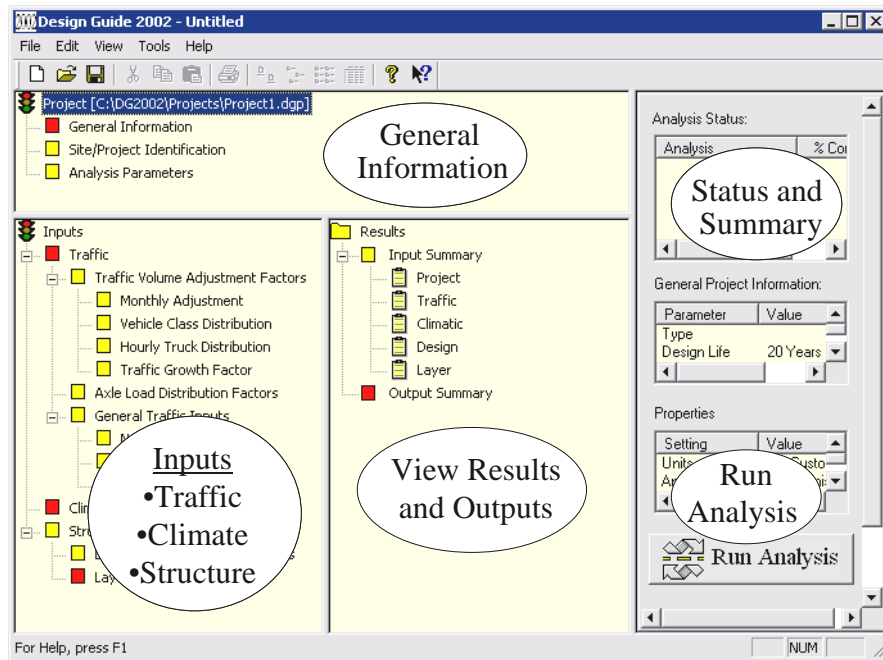 Design Guide 2002 - Untitled
File Edit View Tools Help
Project [C:\DG2002\Projects\Project1.dgp]
General Information
Site/Project Identification
Analysis Parameters
General
Information
Inputs
Traffic
Traffic Volume Adjustment Factors
Monthly Adjustment
Vehicle Class Distribution
Hourly Truck Distribution
Traffic Growth Factor
Axle Load Distribution Factors
General Traffic Inputs
Inputs
•Traffic
•Climate
•Structure
Results
Input Summary
Project
Traffic
Climatic
Design
Layer
Output Summary
View Results
and Outputs
Analysis Status:
Analysis % Co
Status and
Summary
General Project Information:
Parameter Value
Type
Design Life 20 Years
Properties
Setting Value
Units
Run
Analysis
Run Analysis
For Help, press F1
NUM